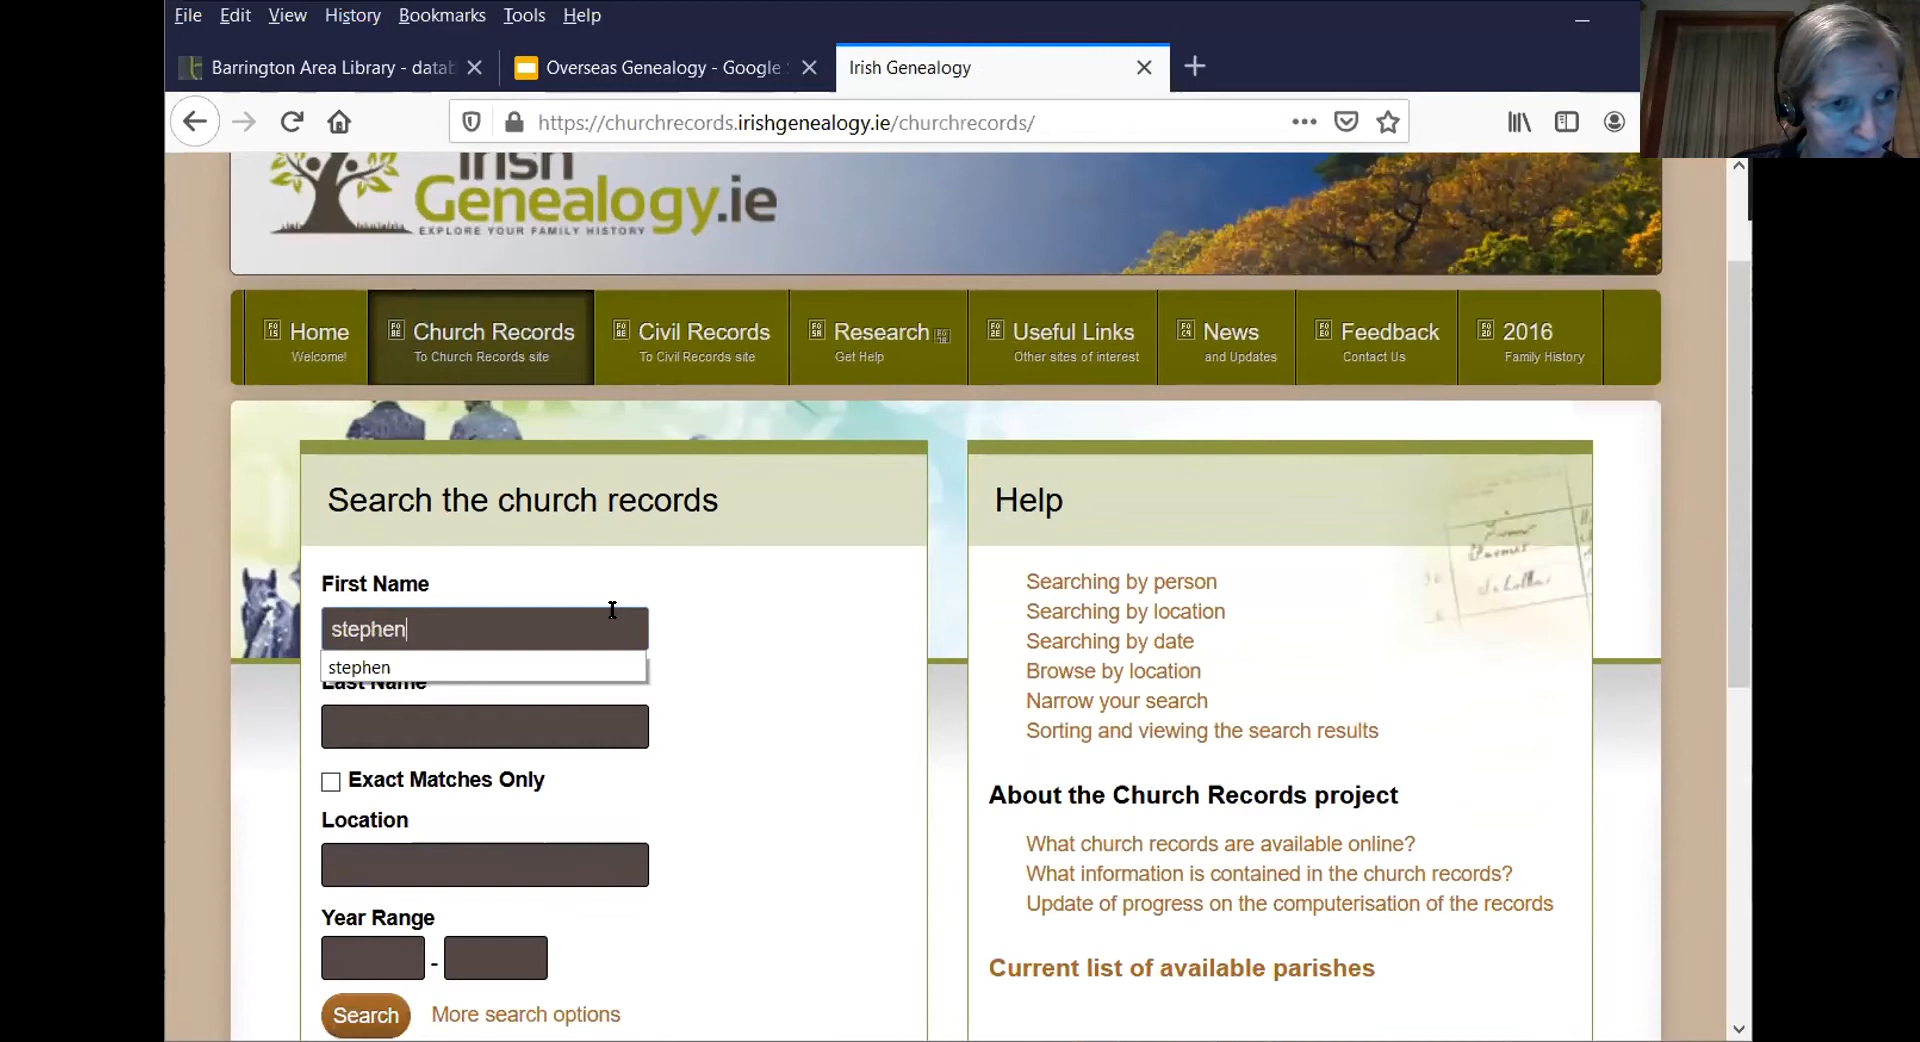 File Edit View History Bookmarks Tools Help
Barrington Area Library - datab
Overseas Genealogy - Google
Irish Genealogy
https://churchrecords.irishgenealogy.ie/churchrecords/
Irish
Genealogy.ie
EXPLORE YOUR FAMILY HISTORY
Home
Welcome!
Church Records
To Church Records site
Civil Records
To Civil Records site
Research
Get Help
Useful Links
Other sites of interest
News
and Updates
Feedback
Contact Us
2016
Family History
Search the church records
First Name
stephen
stephen
Last Name
Exact Matches Only
Location
Year Range
-
Search
More search options
Help
Searching by person
Searching by location
Searching by date
Browse by location
Narrow your search
Sorting and viewing the search results
About the Church Records project
What church records are available online?
What information is contained in the church records?
Update of progress on the computerisation of the records
Current list of available parishes